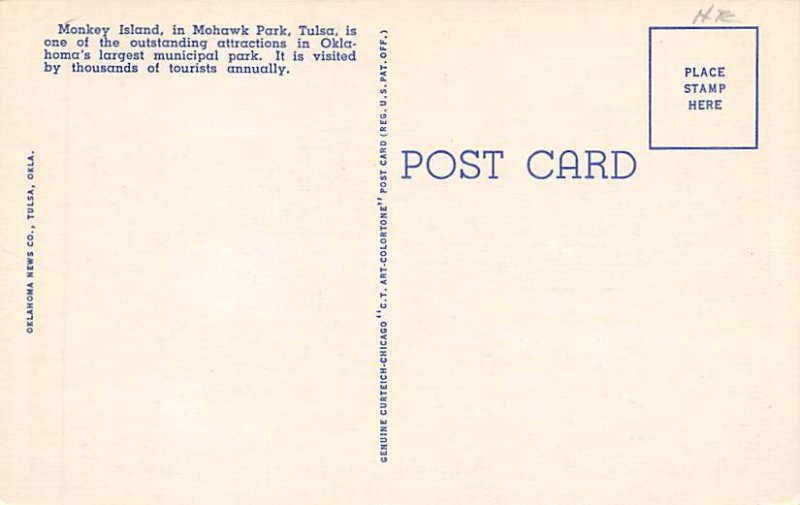 Monkey Island, in Mohawk Park, Tulsa, is
one of the outstanding attractions in Okla-
homa's largest municipal park. It is visited
by thousands of tourists annually.
OKLAHOMA NEWS CO., TULSA, OKLA.
GENUINE CURTEICH-CHICAGO "C.T. ART-COLORTONE" POST CARD (REG. U.S. PAT. OFF.)
POST CARD
PLACE
STAMP
HERE